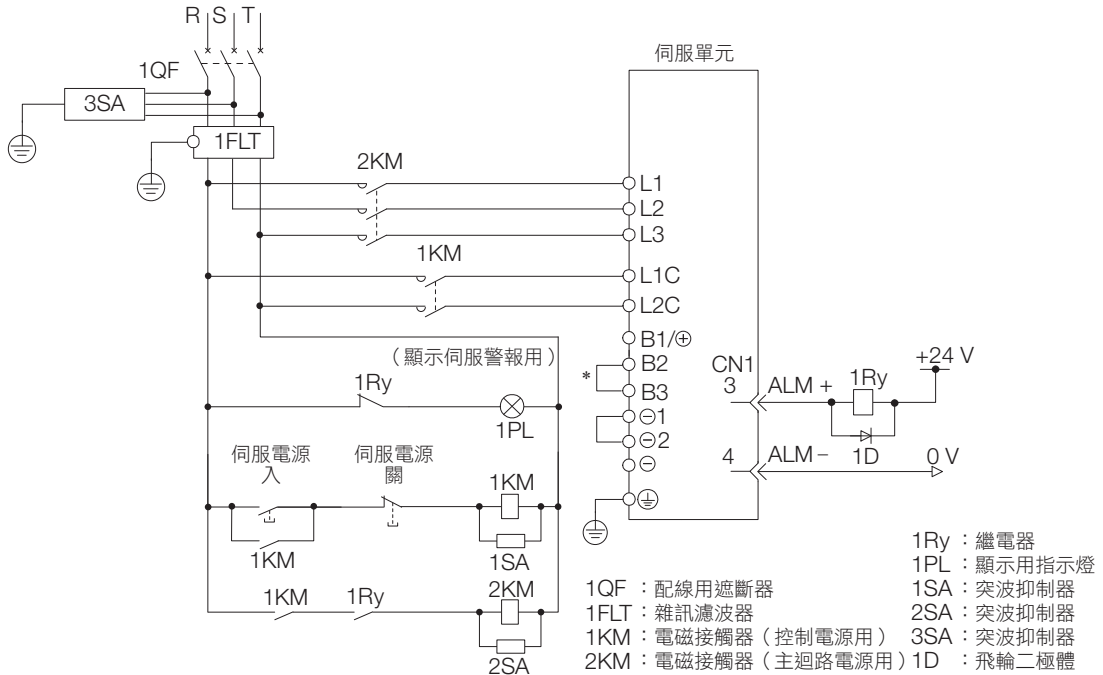 R S T
1QF
3SA
1FLT
伺服單元
2KM
L1
L2
L3
1KM
L1C
L2C
B1/⊕
(顯示伺服警報用)
B2
*
B3
CN1
3
ALM+
1Ry
+24 V
1Ry
1PL
⊖1
⊖2
1D
⊖
4
ALM−
0 V
伺服電源
入
伺服電源
關
1KM
1KM
1SA
1KM
1Ry
2KM
2SA
1QF:配線用遮斷器
1FLT:雜訊濾波器
1KM:電磁接觸器(控制電源用)
2KM:電磁接觸器(主迴路電源用)
1Ry:繼電器
1PL:顯示用指示燈
1SA:突波抑制器
2SA:突波抑制器
3SA:突波抑制器
1D :飛輪二極體